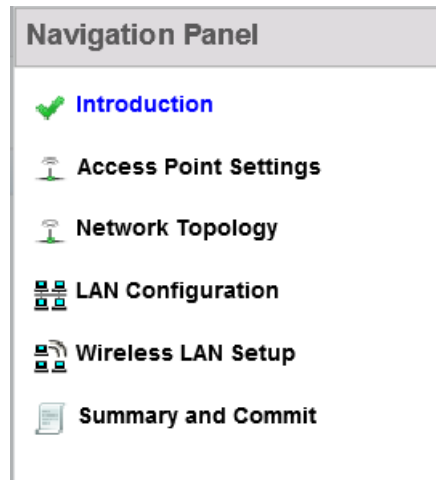 Navigation Panel
Introduction
Access Point Settings
Network Topology
LAN Configuration
Wireless LAN Setup
Summary and Commit